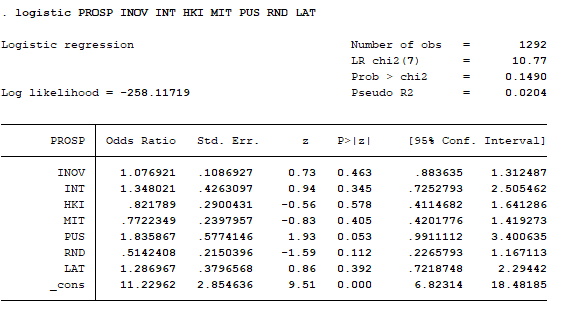 . logistic PROSP INOV INT HKI MIT PUS RND LAT
Logistic regression Number of obs = 1292
LR chi2(7) = 10.77
Prob > chi2 = 0.1490
Log likelihood = -258.11719 Pseudo R2 = 0.0204
PROSP Odds Ratio Std. Err. z P>|z| [95% Conf. Interval]
INOV 1.076921 .1086927 0.73 0.463 .883635 1.312487
INT 1.348021 .4263097 0.94 0.345 .7252793 2.505462
HKI .821789 .2900431 -0.56 0.578 .4114682 1.641286
MIT .7722349 .2397957 -0.83 0.405 .4201776 1.419273
PUS 1.835867 .5774146 1.93 0.053 .9911112 3.400635
RND .5142408 .2150396 -1.59 0.112 .2265793 1.167113
LAT 1.286967 .3796568 0.86 0.392 .7218748 2.29442
_cons 11.22962 2.854636 9.51 0.000 6.82314 18.48185